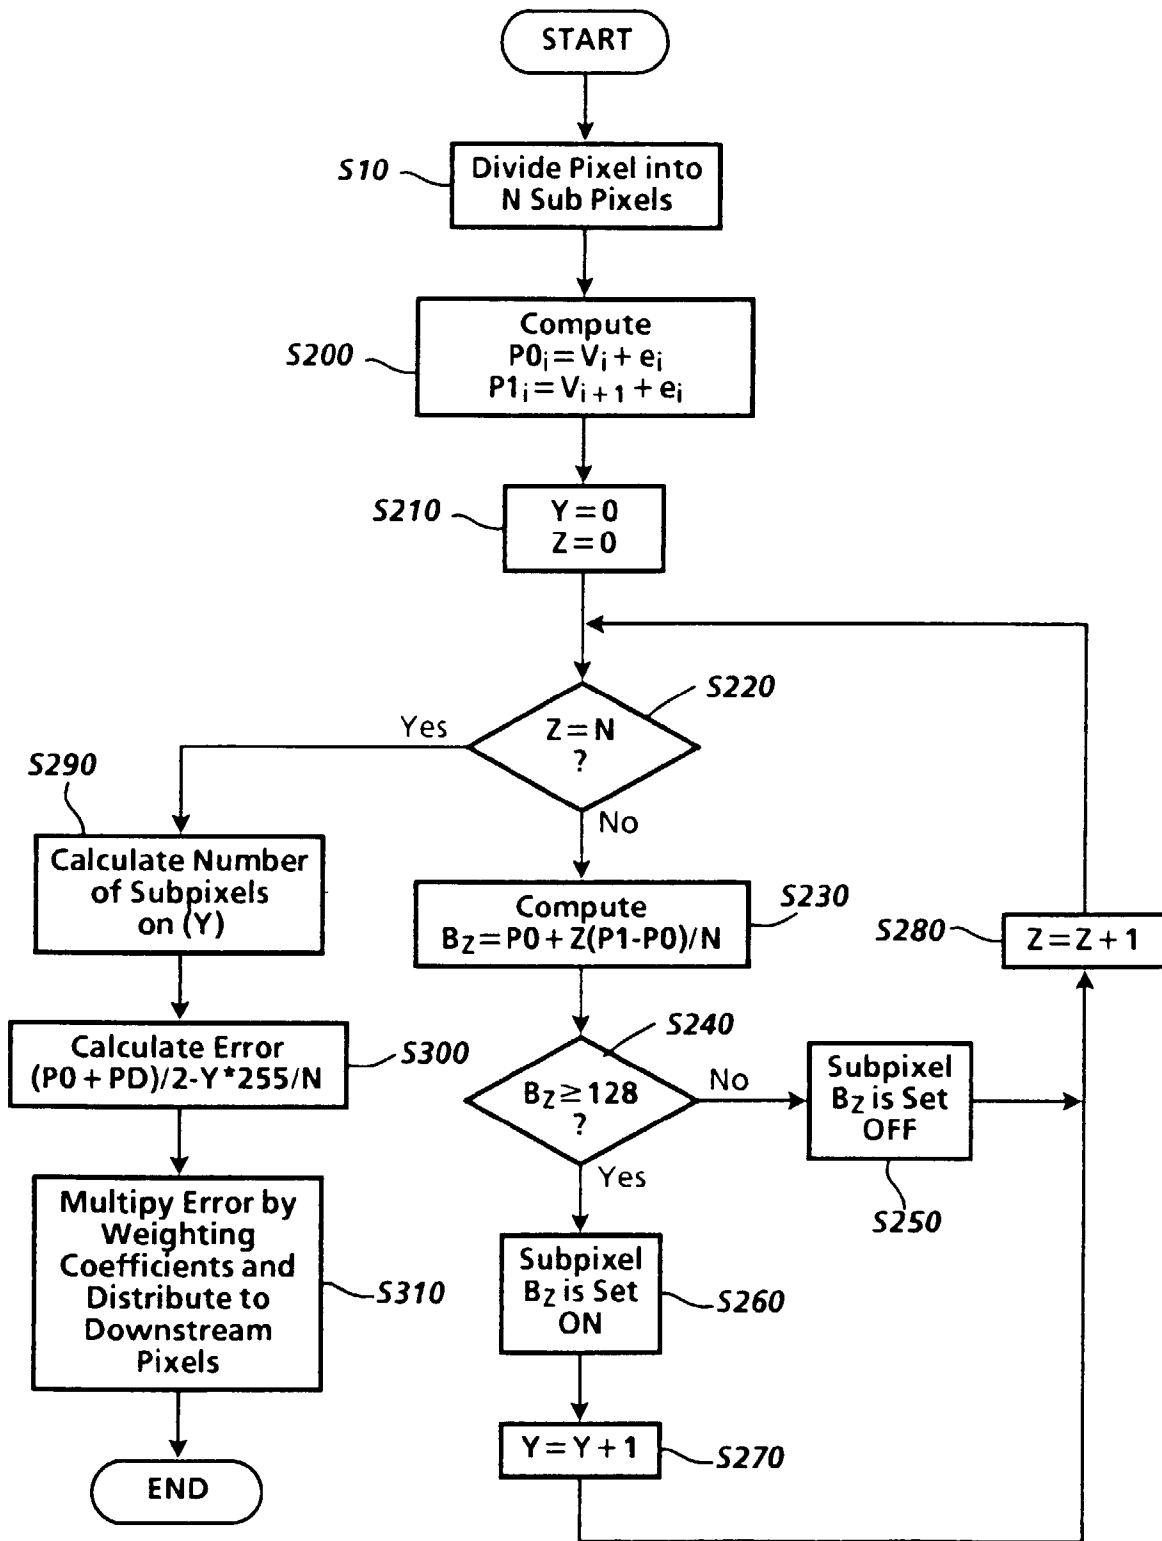 START
S10
Divide Pixel into
N Sub Pixels
S200
Compute
P0i = Vi + ei
P1i = Vi + 1 + ei
S210
Y = 0
Z = 0
S220
Z = N
?
Yes
No
S290
Calculate Number
of Subpixels
on (Y)
S230
Compute
BZ = P0 + Z(P1-P0)/N
S280
Z = Z + 1
S300
Calculate Error
(P0 + PD)/2-Y*255/N
S240
BZ ≥ 128
?
No
Yes
Subpixel
BZ is Set
OFF
S250
Multipy Error by
Weighting
Coefficients and
Distribute to
Downstream
Pixels
S310
Subpixel
BZ is Set
ON
S260
Y = Y + 1
S270
END